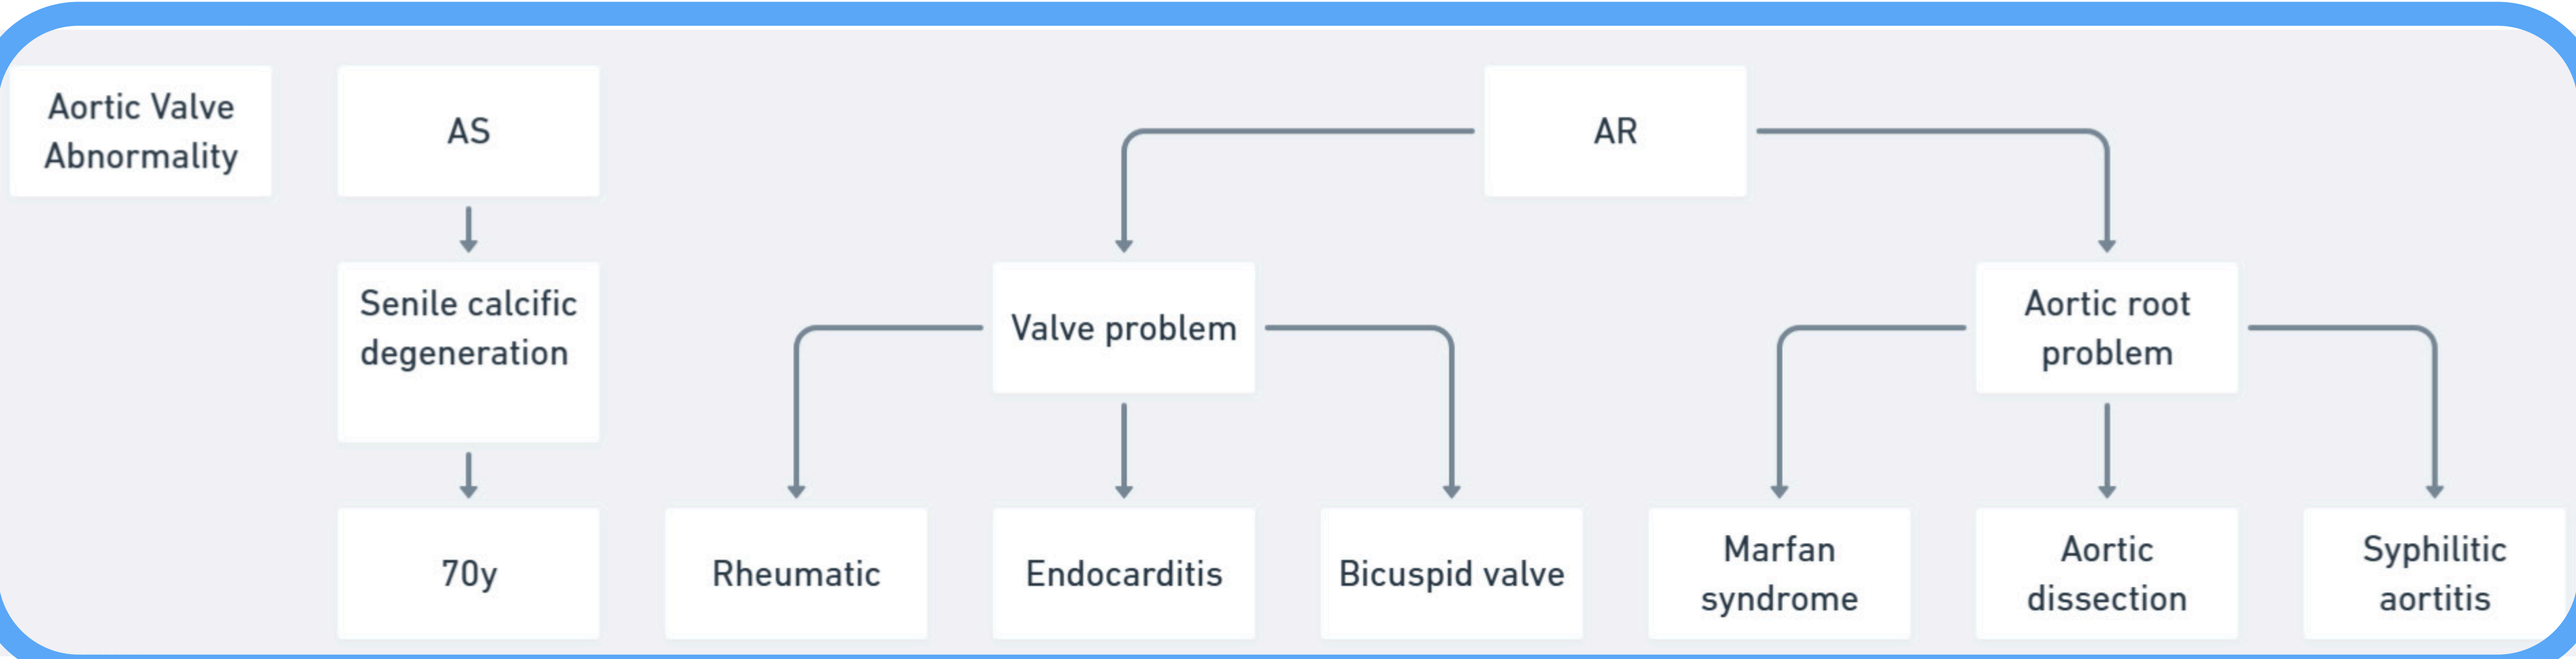 Aortic Valve
Abnormality
AS
AR
Senile calcific
degeneration
Valve problem
Aortic root
problem
70y
Rheumatic
Endocarditis
Bicuspid valve
Marfan
syndrome
Aortic
dissection
Syphilitic
aortitis